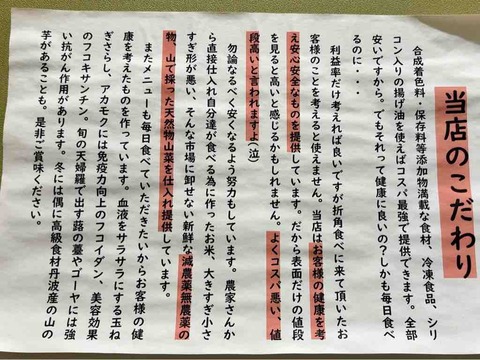 当店のこだわり
合成着色料　保存料等添加物満載な食材、冷凍食品、シリ
コン入りの揚げ油を使えばコスパ最強で提供できます。全部
安いですから。でもそれって健康に良いの？しかも毎日食べ
るのに・・・
利益率だけ考えれば良いですが折角食べに来て頂いたお
客様のことを考えると使えません。当店はお客様の健康を考
え安心安全なものを提供しています。だから表面だけの値段
を見ると高いと感じるかもしれません。よくコスパ悪い、値
段高いと言われますよ(泣)
勿論なるべく安くなるよう努力もしています。農家さんか
ら直接仕入れ自分達が食べる為に作ったお米、大きすぎ小さ
すぎ形が悪い、そんな市場に卸せない新鮮な減農薬無農薬の
物、山で採った天然物山菜を仕入れ提供しています。
またメニューも毎日食べていただきたいからお客様の健
康を考えたものを作っています。血液をサラサラにする玉ね
ぎさらし、アカモクには免疫力向上のフコイダン、美容効果
のフコキサンチン。旬の天婦羅で出す蕗の薹やゴーヤには強
い抗がん作用があります。冬には偶に高級食材丹波産の山の
芋があることも。是非ご賞味ください。